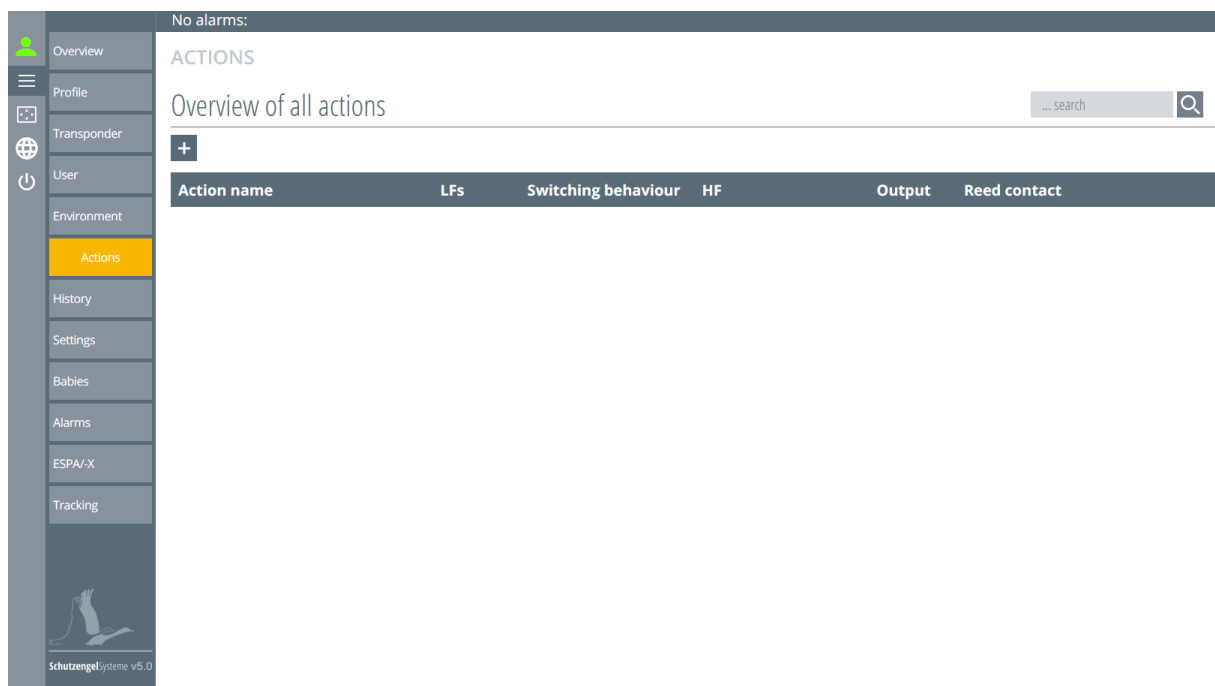 No alarms:
Overview
Profile
Transponder
User
Environment
Actions
History
Settings
Babies
Alarms
ESPA/-X
Tracking
SchutzengelSysteme v5.0
ACTIONS
Overview of all actions
... search
+
Action name LFs Switching behaviour HF Output Reed contact